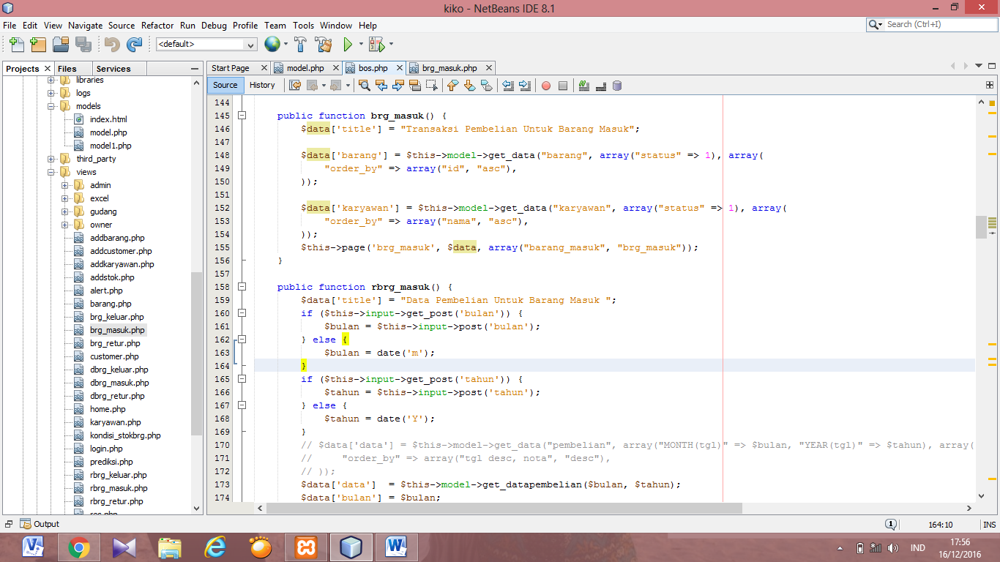 kiko - NetBeans IDE 8.1
File Edit View Navigate Source Refactor Run Debug Profile Team Tools Window Help
Search (Ctrl+I)
<default>
Projects Files Services
libraries
logs
models
index.html
model.php
model1.php
third_party
views
admin
excel
gudang
owner
addbarang.php
addcustomer.php
addkaryawan.php
addstok.php
alert.php
barang.php
brg_keluar.php
brg_masuk.php
brg_retur.php
customer.php
dbrg_keluar.php
dbrg_masuk.php
dbrg_retur.php
home.php
karyawan.php
kondisi_stokbrg.php
login.php
prediksi.php
rbrg_keluar.php
rbrg_masuk.php
rbrg_retur.php
Start Page model.php bos.php brg_masuk.php
Source History
144
145 public function brg_masuk() {
146 $data['title'] = "Transaksi Pembelian Untuk Barang Masuk";
147
148 $data['barang'] = $this->model->get_data("barang", array("status" => 1), array(
149 "order_by" => array("id", "asc"),
150 ));
151
152 $data['karyawan'] = $this->model->get_data("karyawan", array("status" => 1), array(
153 "order_by" => array("nama", "asc"),
154 ));
155 $this->page('brg_masuk', $data, array("barang_masuk", "brg_masuk"));
156 }
157
158 public function rbrg_masuk() {
159 $data['title'] = "Data Pembelian Untuk Barang Masuk ";
160 if ($this->input->get_post('bulan')) {
161 $bulan = $this->input->post('bulan');
162 } else {
163 $bulan = date('m');
164 }
165 if ($this->input->get_post('tahun')) {
166 $tahun = $this->input->post('tahun');
167 } else {
168 $tahun = date('Y');
169 }
170 // $data['data'] = $this->model->get_data("pembelian", array("MONTH(tgl)" => $bulan, "YEAR(tgl)" => $tahun), array(
171 // "order_by" => array("tgl desc, nota", "desc"),
172 // ));
173 $data['data'] = $this->model->get_datapembelian($bulan, $tahun);
174 $data['bulan'] = $bulan;
Output
1 164:10 INS
IND
17:56
16/12/2016